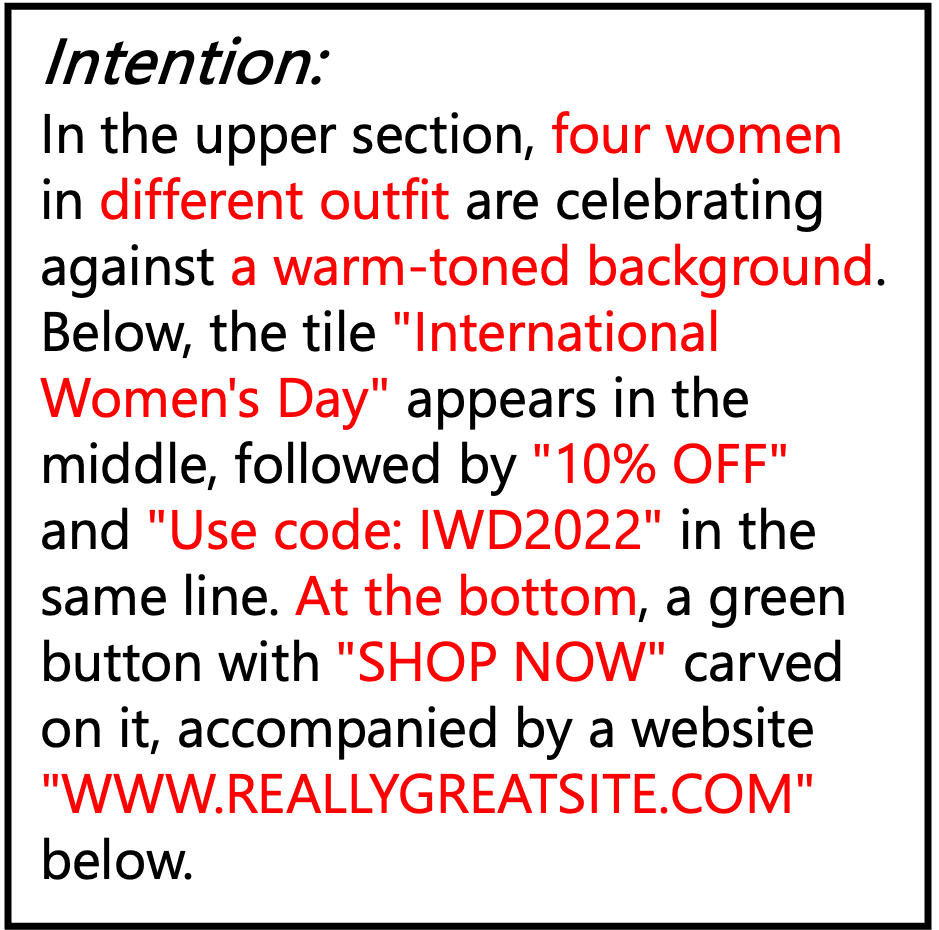 Intention:
In the upper section, four women
in different outfit are celebrating
against a warm-toned background.
Below, the tile "International
Women's Day" appears in the
middle, followed by "10% OFF"
and "Use code: IWD2022" in the
same line. At the bottom, a green
button with "SHOP NOW" carved
on it, accompanied by a website
"WWW.REALLYGREATSITE.COM"
below.